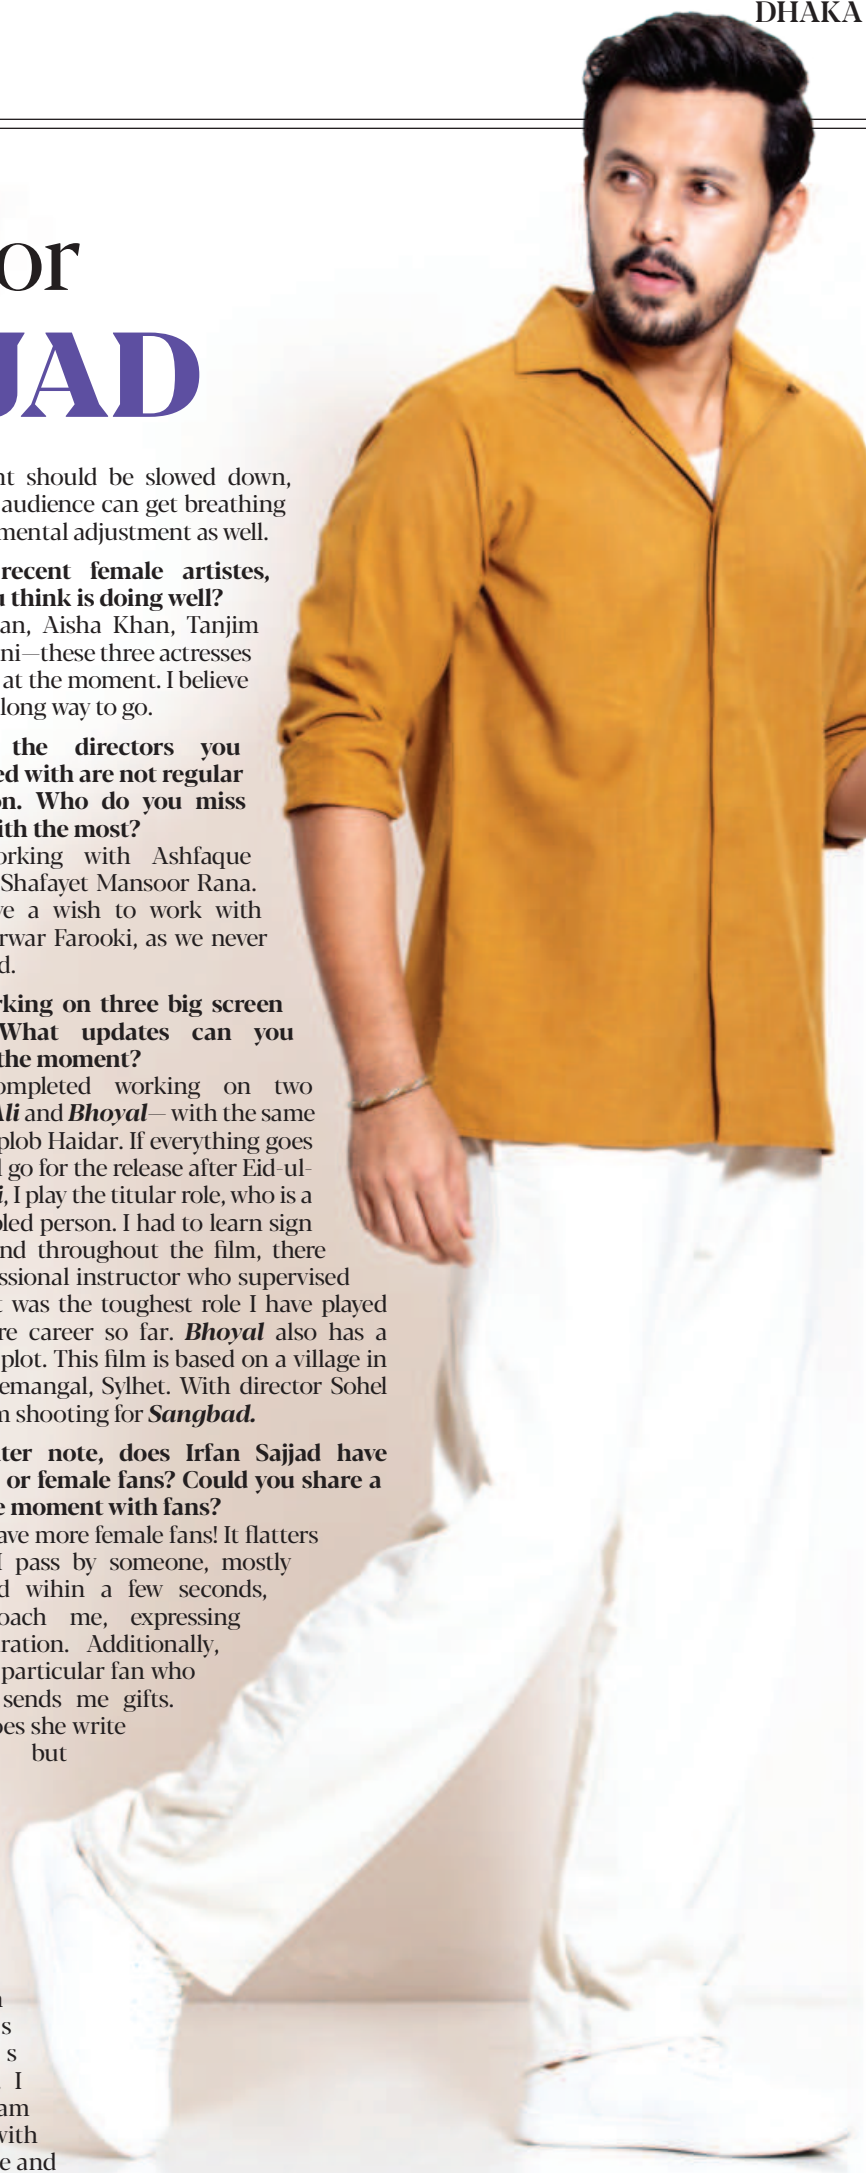 DHAKA
or
JAD
nt should be slowed down,
audience can get breathing
mental adjustment as well.
recent female artistes,
u think is doing well?
an, Aisha Khan, Tanjim
ni—these three actresses
at the moment. I believe
long way to go.
the directors you
ed with are not regular
on. Who do you miss
ith the most?
orking with Ashfaque
Shafayet Mansoor Rana.
ve a wish to work with
rwar Farooki, as we never
d.
rking on three big screen
What updates can you
the moment?
ompleted working on two
Ali and Bhoyal— with the same
plob Haidar. If everything goes
l go for the release after Eid-ul-
i, I play the titular role, who is a
bled person. I had to learn sign
nd throughout the film, there
ssional instructor who supervised
t was the toughest role I have played
re career so far. Bhoyal also has a
plot. This film is based on a village in
emangal, Sylhet. With director Sohel
m shooting for Sangbad.
ter note, does Irfan Sajjad have
or female fans? Could you share a
e moment with fans?
ave more female fans! It flatters
I pass by someone, mostly
d wihin a few seconds,
oach me, expressing
ration. Additionally,
particular fan who
sends me gifts.
oes she write
but
n
s
s
I
am
with
e and